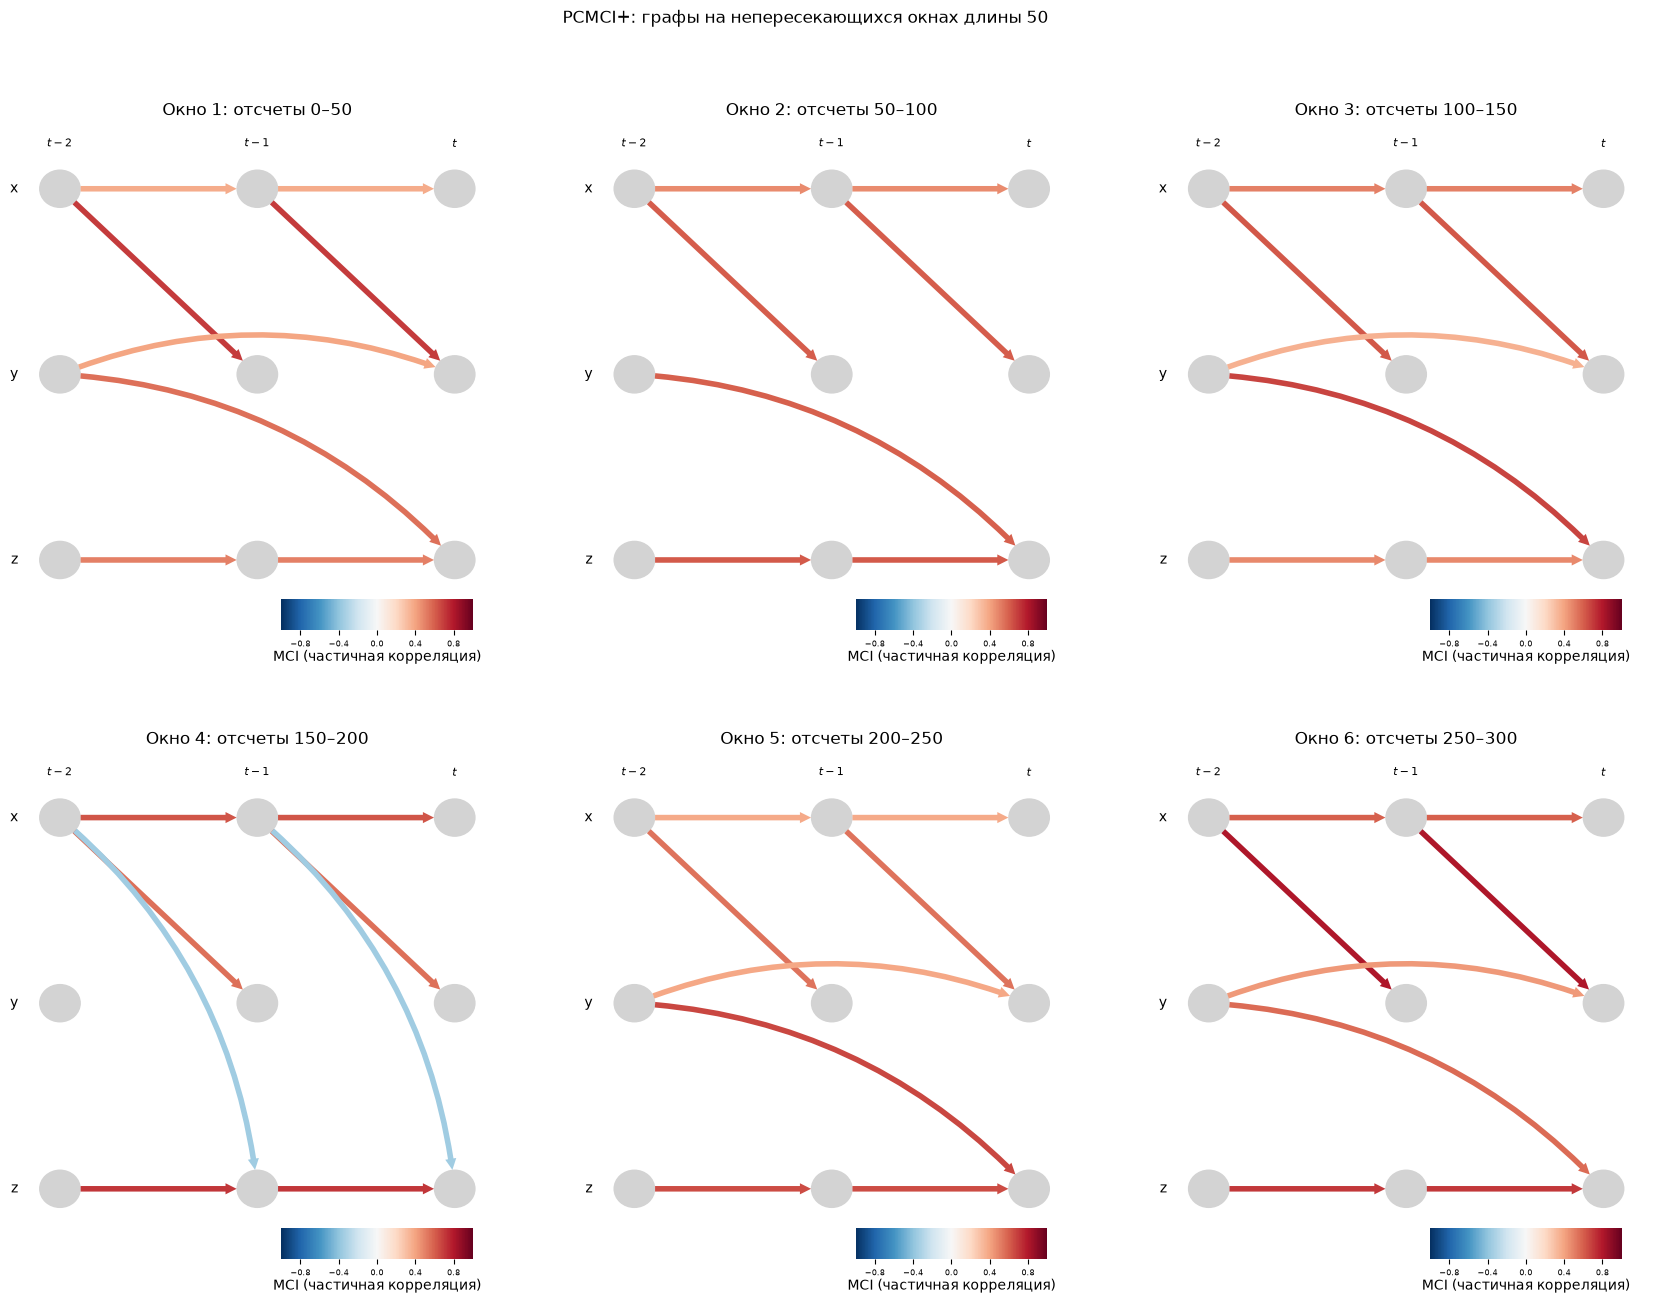 PCMCI+: графы на непересекающихся окнах длины 50
Окно 1: отсчеты 0–50
t − 2 t − 1 t
x
y
z
−0.8 −0.4 0.0 0.4 0.8
MCI (частичная корреляция)
Окно 2: отсчеты 50–100
t − 2 t − 1 t
x
y
z
−0.8 −0.4 0.0 0.4 0.8
MCI (частичная корреляция)
Окно 3: отсчеты 100–150
t − 2 t − 1 t
x
y
z
−0.8 −0.4 0.0 0.4 0.8
MCI (частичная корреляция)
Окно 4: отсчеты 150–200
t − 2 t − 1 t
x
y
z
−0.8 −0.4 0.0 0.4 0.8
MCI (частичная корреляция)
Окно 5: отсчеты 200–250
t − 2 t − 1 t
x
y
z
−0.8 −0.4 0.0 0.4 0.8
MCI (частичная корреляция)
Окно 6: отсчеты 250–300
t − 2 t − 1 t
x
y
z
−0.8 −0.4 0.0 0.4 0.8
MCI (частичная корреляция)